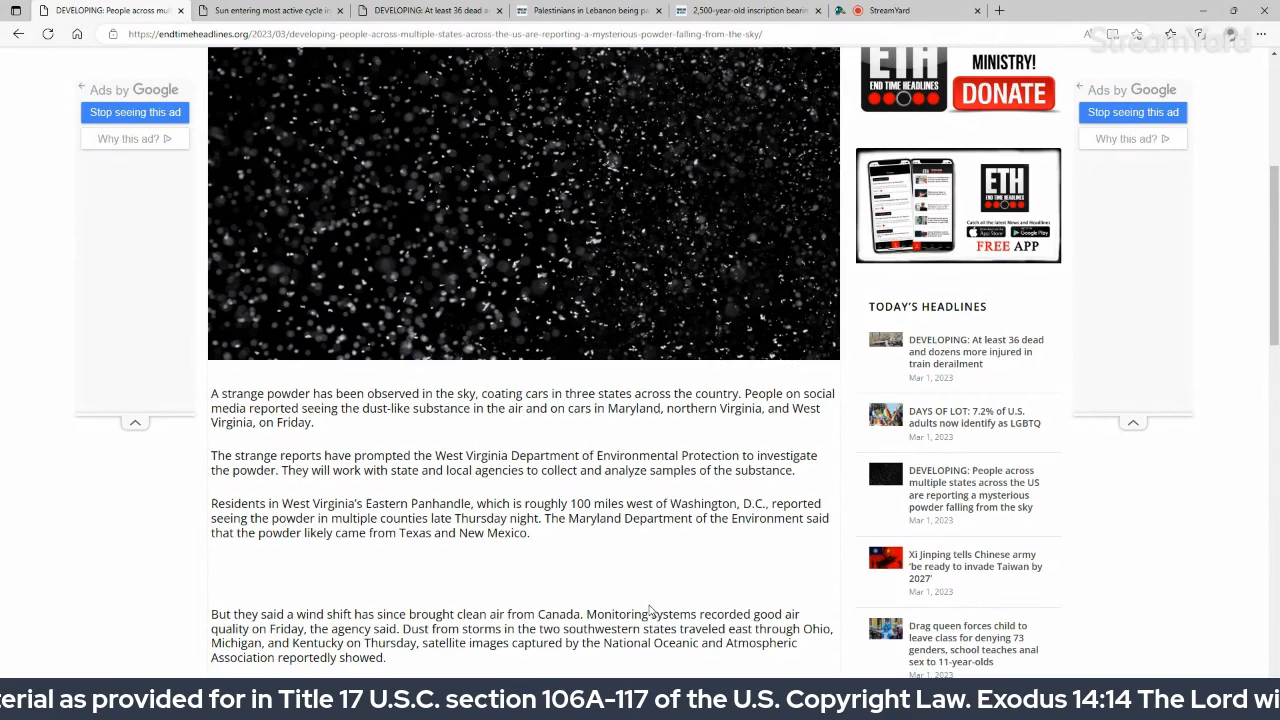 DEVELOPING: People across mul
Sun entering most active cycle in
DEVELOPING: At least 36 dead a
Palestinians in Lebanon being pa
2,500-year-old inscription bearin
StreamYard
https://endtimeheadlines.org/2023/03/developing-people-across-multiple-states-across-the-us-are-reporting-a-mysterious-powder-falling-from-the-sky/
StreamYard
Ads by Google
Stop seeing this ad
Why this ad?
ETH
END TIME HEADLINES
MINISTRY!
DONATE
Ads by Google
Stop seeing this ad
Why this ad?
ETH
Catch all the latest News and Headlines
App Store
Google Play
FREE APP
A strange powder has been observed in the sky, coating cars in three states across the country. People on social
media reported seeing the dust-like substance in the air and on cars in Maryland, northern Virginia, and West
Virginia, on Friday.
The strange reports have prompted the West Virginia Department of Environmental Protection to investigate
the powder. They will work with state and local agencies to collect and analyze samples of the substance.
Residents in West Virginia's Eastern Panhandle, which is roughly 100 miles west of Washington, D.C., reported
seeing the powder in multiple counties late Thursday night. The Maryland Department of the Environment said
that the powder likely came from Texas and New Mexico.
But they said a wind shift has since brought clean air from Canada. Monitoring systems recorded good air
quality on Friday, the agency said. Dust from storms in the two southwestern states traveled east through Ohio,
Michigan, and Kentucky on Thursday, satellite images captured by the National Oceanic and Atmospheric
Association reportedly showed.
TODAY'S HEADLINES
DEVELOPING: At least 36 dead
and dozens more injured in
train derailment
Mar 1, 2023
DAYS OF LOT: 7.2% of U.S.
adults now identify as LGBTQ
Mar 1, 2023
DEVELOPING: People across
multiple states across the US
are reporting a mysterious
powder falling from the sky
Mar 1, 2023
Xi Jinping tells Chinese army
'be ready to invade Taiwan by
2027'
Mar 1, 2023
Drag queen forces child to
leave class for denying 73
genders, school teaches anal
sex to 11-year-olds
Mar 1, 2023
terial as provided for in Title 17 U.S.C. section 106A-117 of the U.S. Copyright Law. Exodus 14:14 The Lord wi